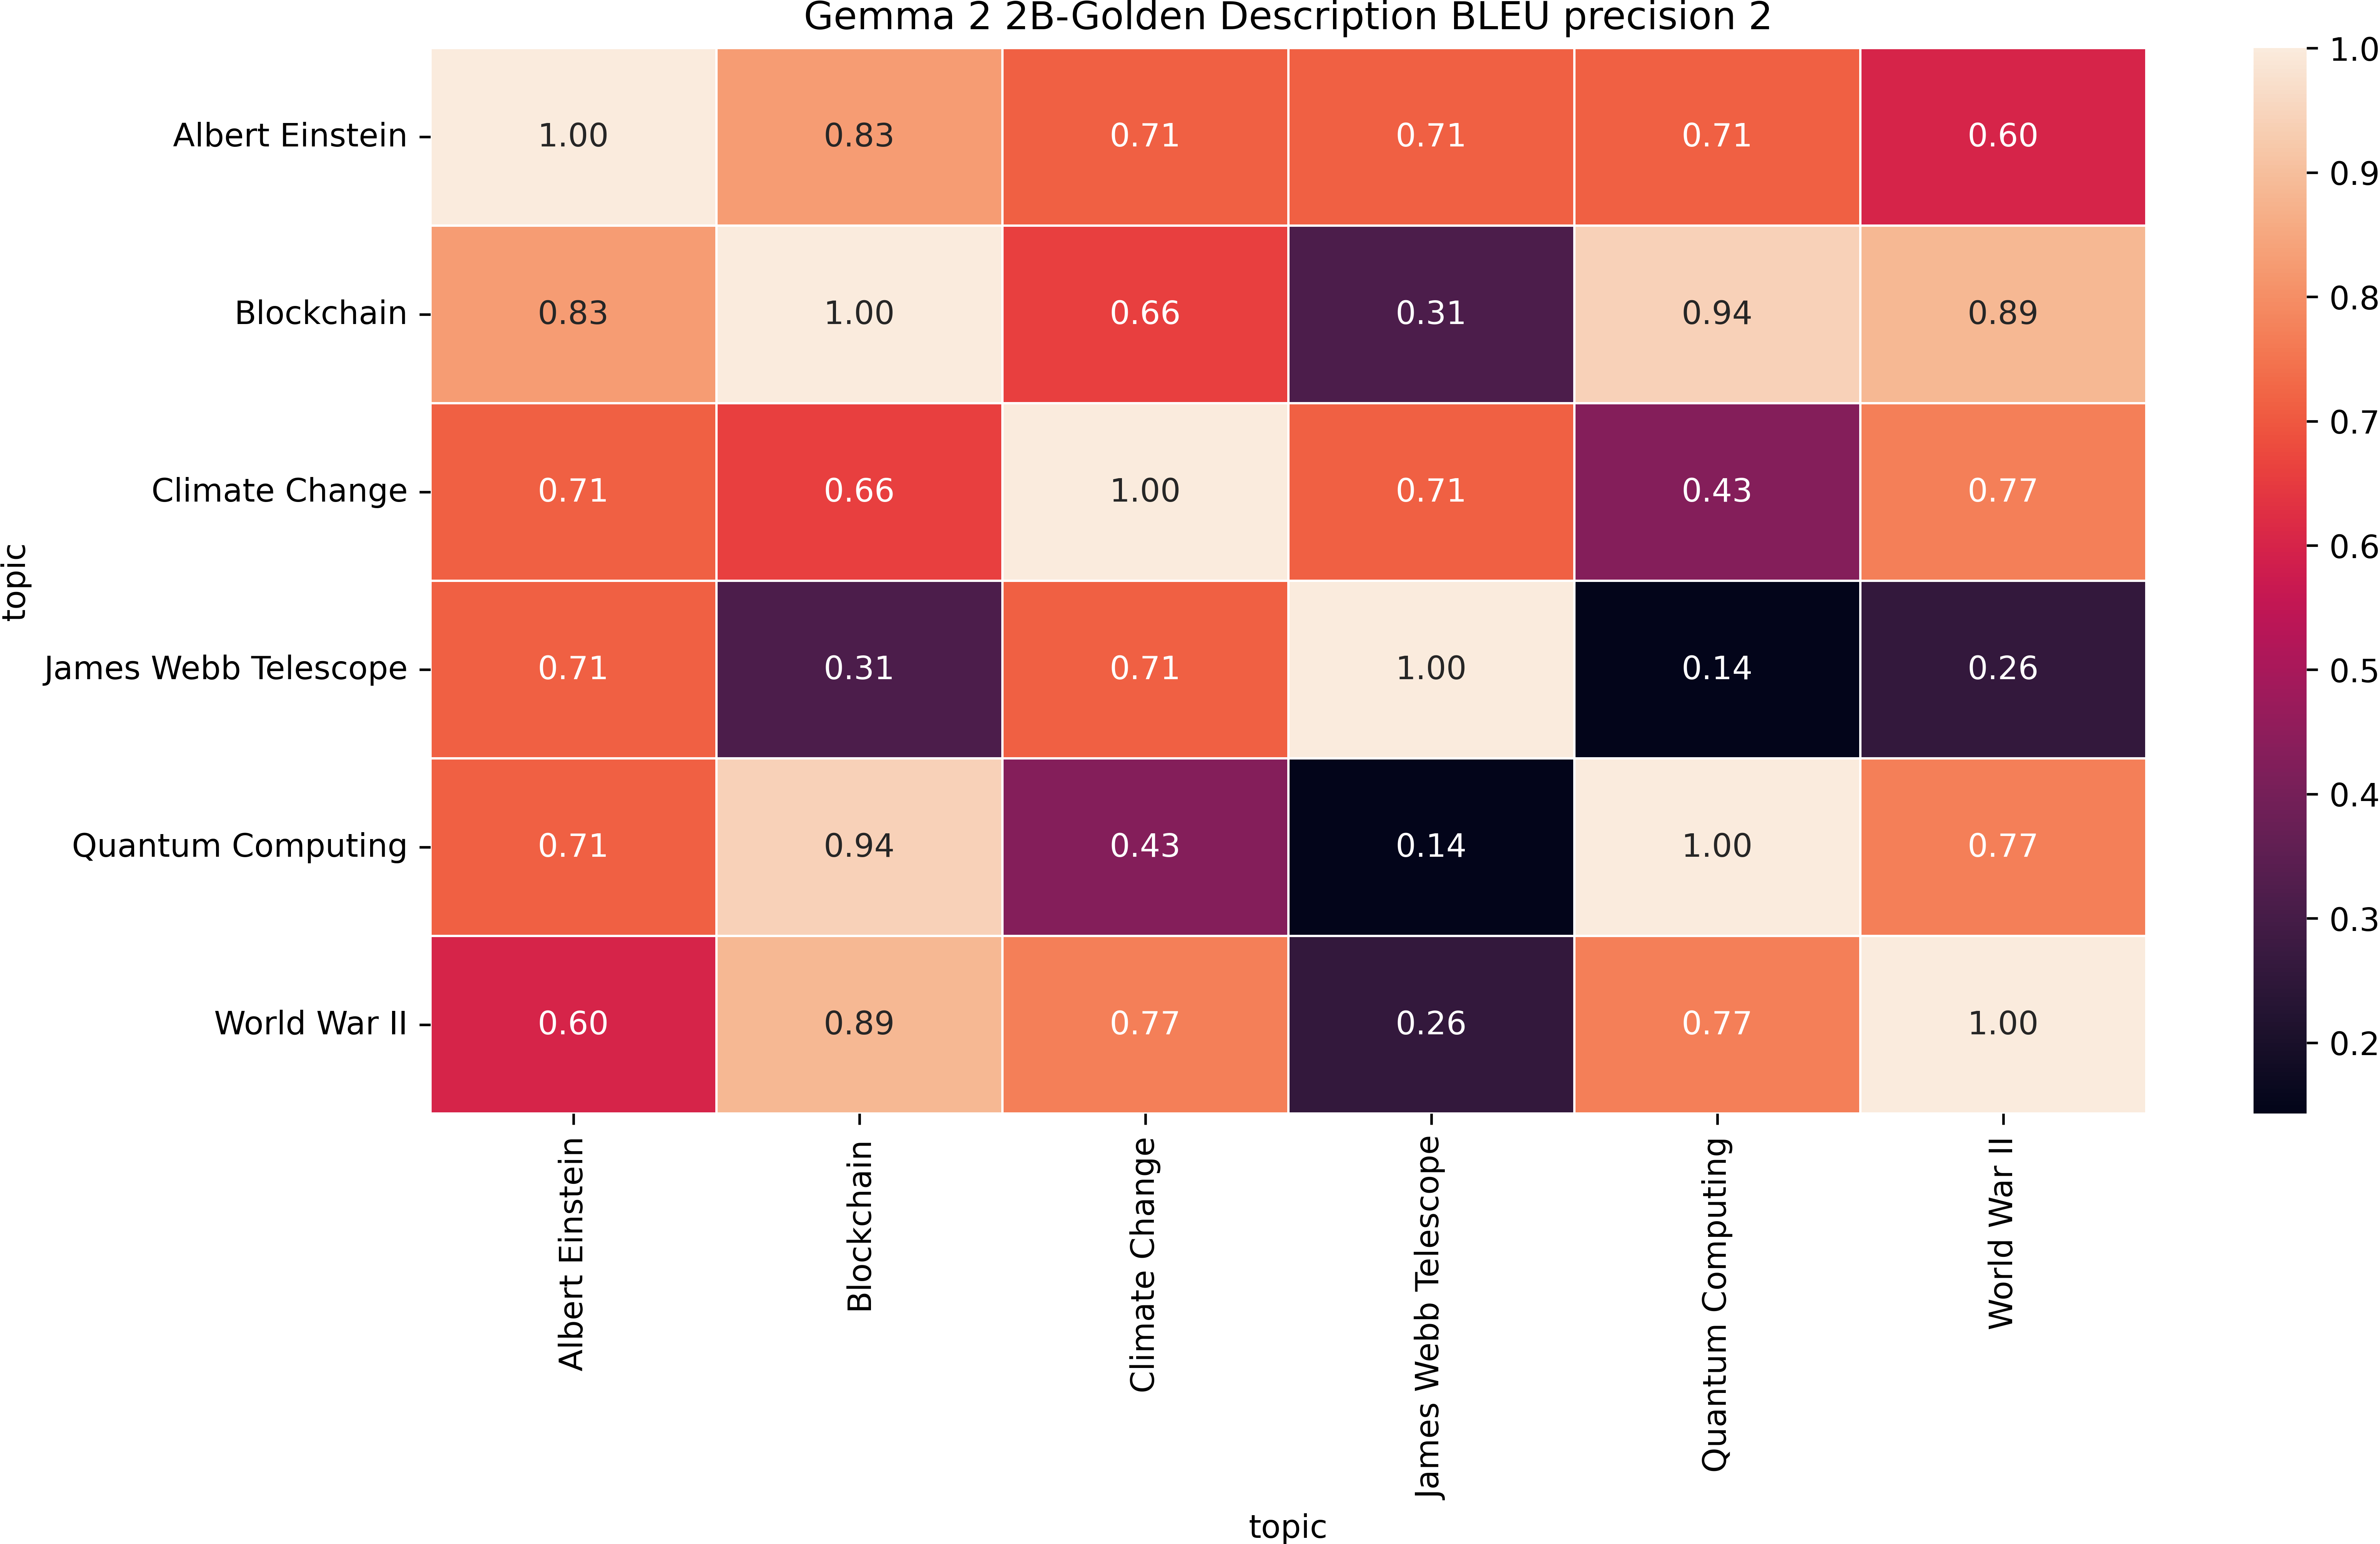 Gemma 2 2B-Golden Description BLEU precision 2
Albert Einstein 1.00 0.83 0.71 0.71 0.71 0.60
Blockchain 0.83 1.00 0.66 0.31 0.94 0.89
Climate Change 0.71 0.66 1.00 0.71 0.43 0.77
James Webb Telescope 0.71 0.31 0.71 1.00 0.14 0.26
Quantum Computing 0.71 0.94 0.43 0.14 1.00 0.77
World War II 0.60 0.89 0.77 0.26 0.77 1.00
topic
Albert Einstein
Blockchain
Climate Change
James Webb Telescope
Quantum Computing
World War II
topic
1.0
0.9
0.8
0.7
0.6
0.5
0.4
0.3
0.2